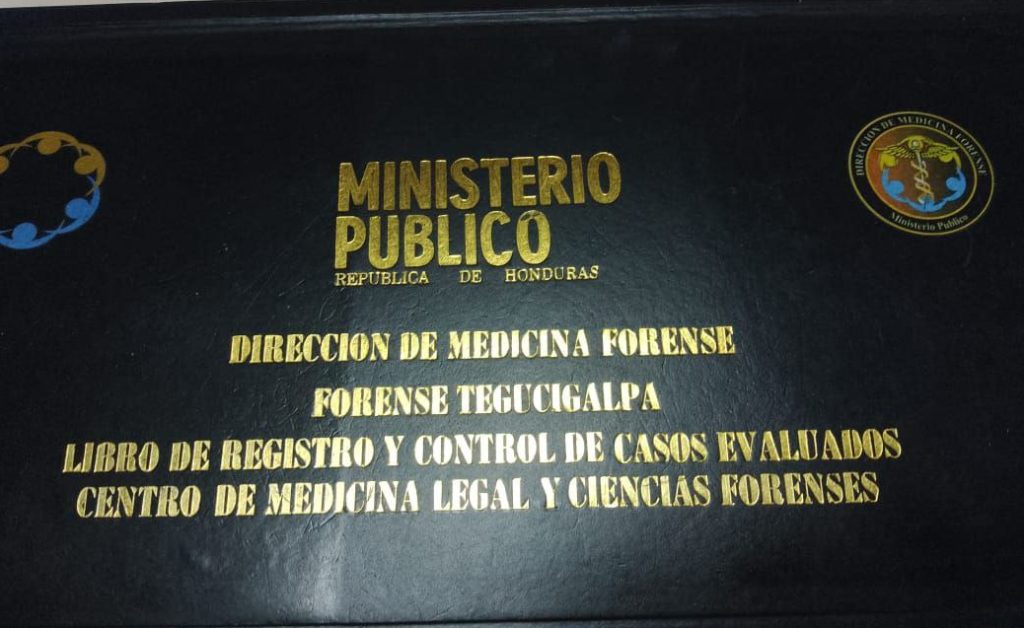 MINISTERIO
PUBLICO
REPUBLICA DE HONDURAS
DIRECCION DE MEDICINA FORENSE
Ministerio Publico
DIRECCION DE MEDICINA FORENSE
FORENSE TEGUCIGALPA
LIBRO DE REGISTRO Y CONTROL DE CASOS EVALUADOS
CENTRO DE MEDICINA LEGAL Y CIENCIAS FORENSES